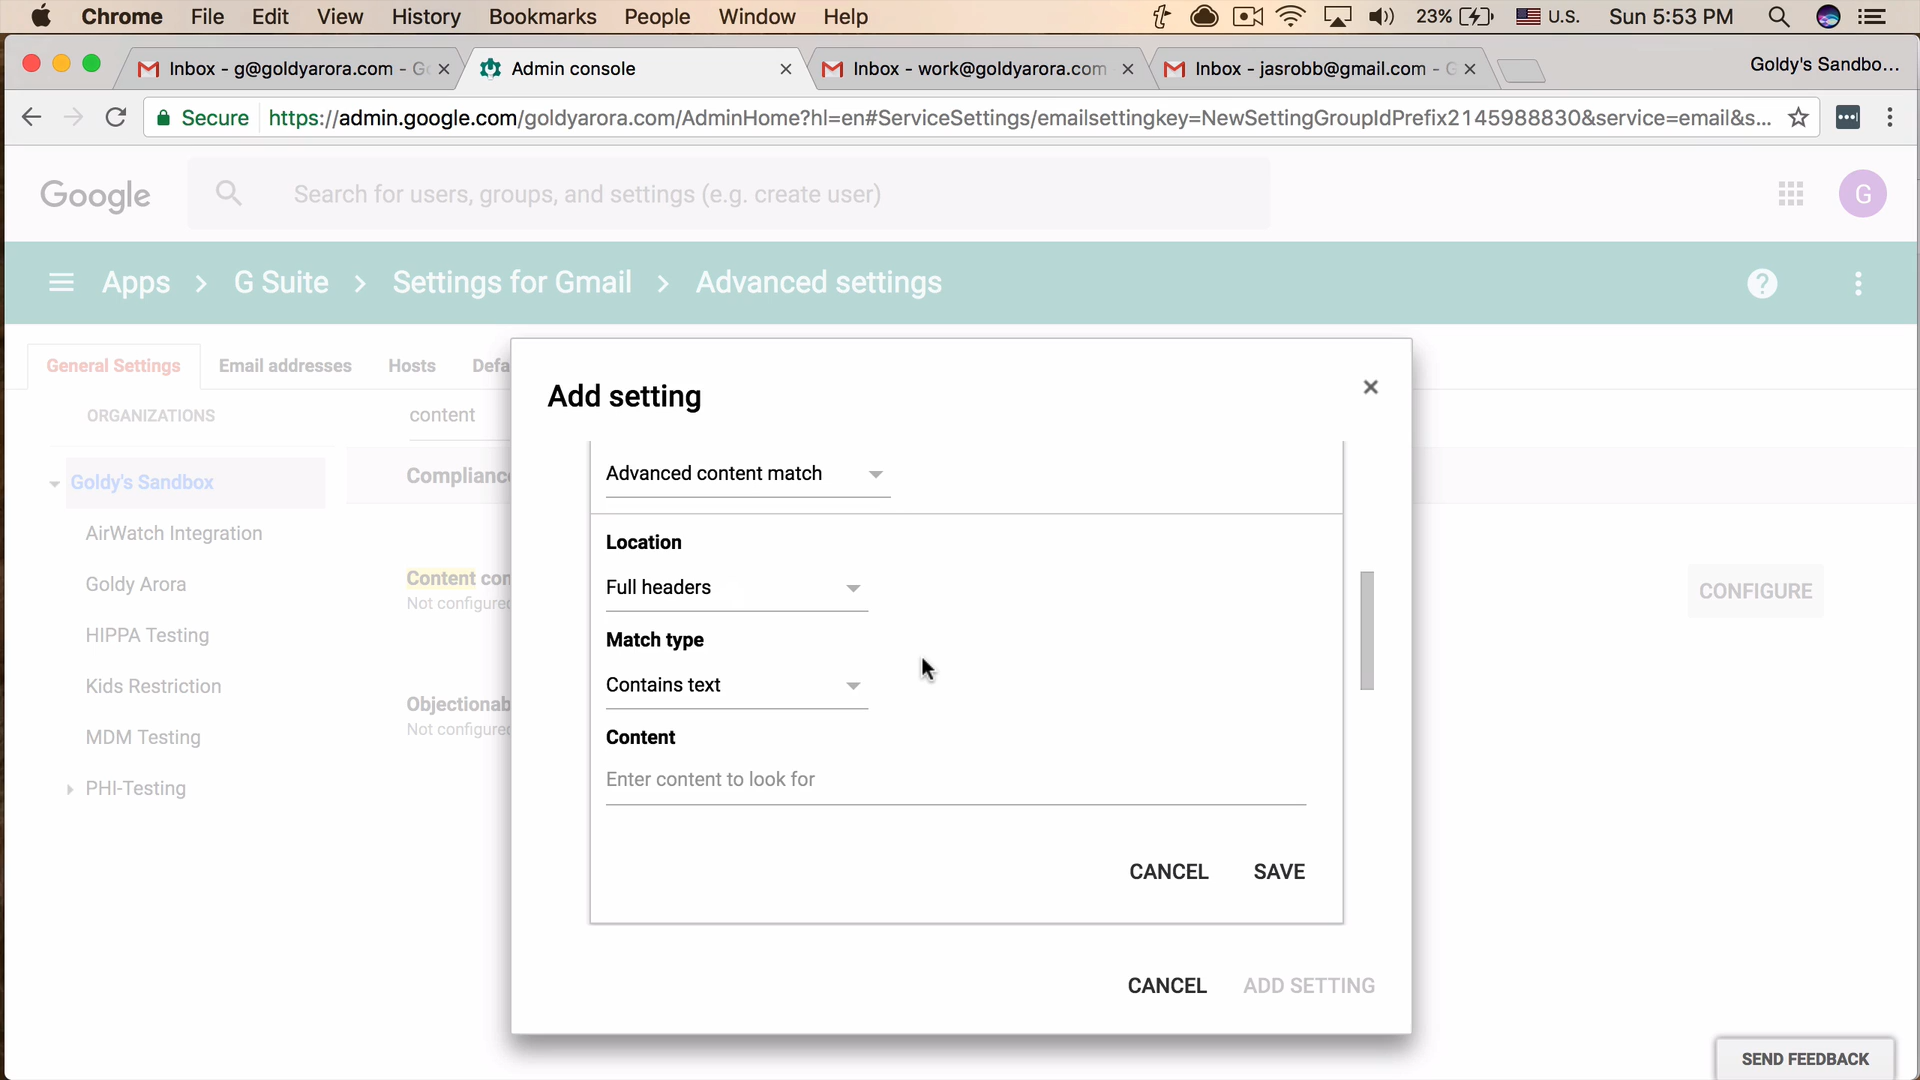 Chrome File Edit View History Bookmarks People Window Help 23% U.S. Sun 5:53 PM
Inbox - g@goldyarora.com - G Admin console Inbox - work@goldyarora.com Inbox - jasrobb@gmail.com - G Goldy's Sandbo...
Secure https://admin.google.com/goldyarora.com/AdminHome?hl=en#ServiceSettings/emailsettingkey=NewSettingGroupIdPrefix2145988830&service=email&s...
Google Search for users, groups, and settings (e.g. create user) G
Apps > G Suite > Settings for Gmail > Advanced settings ?
General Settings Email addresses Hosts Defa
ORGANIZATIONS content
Goldy's Sandbox Compliance
AirWatch Integration
Goldy Arora Content con
Not configured CONFIGURE
HIPPA Testing
Kids Restriction
Objectionab
Not configured
MDM Testing
PHI-Testing
Add setting
Advanced content match
Location
Full headers
Match type
Contains text
Content
Enter content to look for
CANCEL SAVE
CANCEL ADD SETTING
SEND FEEDBACK